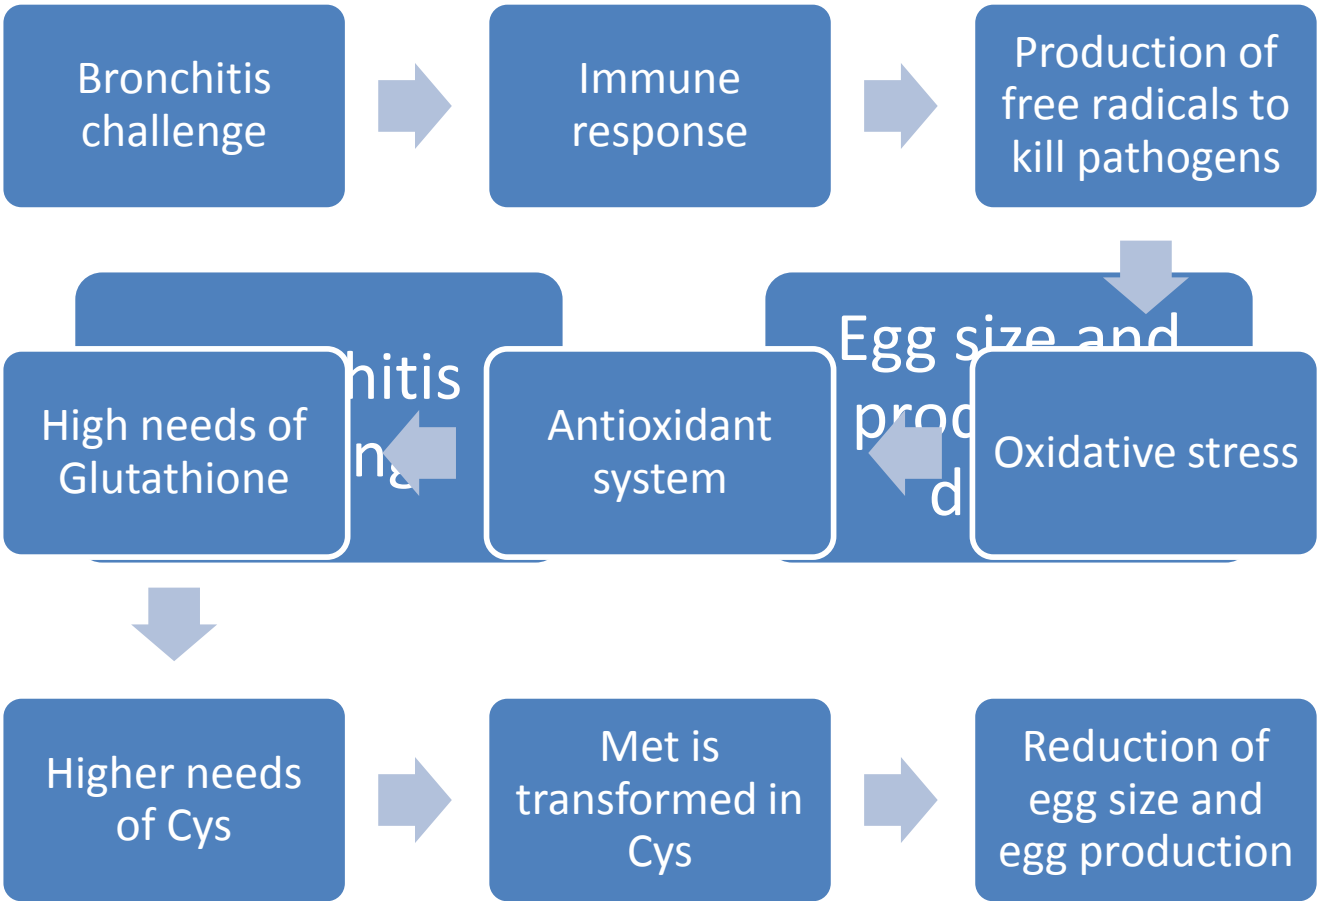 Bronchitis
challenge
Immune
response
Production of
free radicals to
kill pathogens
Egg size and
Oxidative stress
Antioxidant
system
High needs of
Glutathione
Higher needs
of Cys
Met is
transformed in
Cys
Reduction of
egg size and
egg production